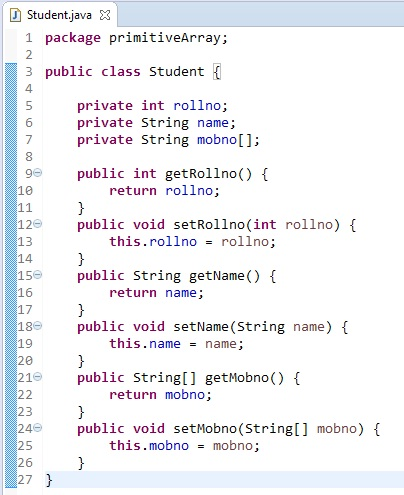 Student.java
1 package primitiveArray;
2
3 public class Student {
4
5     private int rollno;
6     private String name;
7     private String mobno[];
8
9     public int getRollno() {
10         return rollno;
11     }
12     public void setRollno(int rollno) {
13         this.rollno = rollno;
14     }
15     public String getName() {
16         return name;
17     }
18     public void setName(String name) {
19         this.name = name;
20     }
21     public String[] getMobno() {
22         return mobno;
23     }
24     public void setMobno(String[] mobno) {
25         this.mobno = mobno;
26     }
27 }